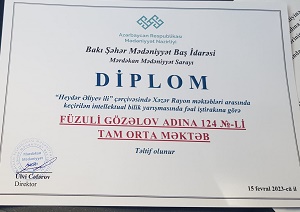 Azərbaycan Respublikası
Mədəniyyət Nazirliyi
Bakı Şəhər Mədəniyyət Baş İdarəsi
Mərdəkan Mədəniyyət Sarayı
DİPLOM
"Heydər Əliyev ili" çərçivəsində Xəzər Rayon məktəbləri arasında
keçirilən intellektual bilik yarışmasında fəal iştirakına görə
FÜZULİ GÖZƏLOV ADINA 124 №-Lİ
TAM ORTA MƏKTƏB
Təltif olunur
Direktor
15 fevral 2023-cü il